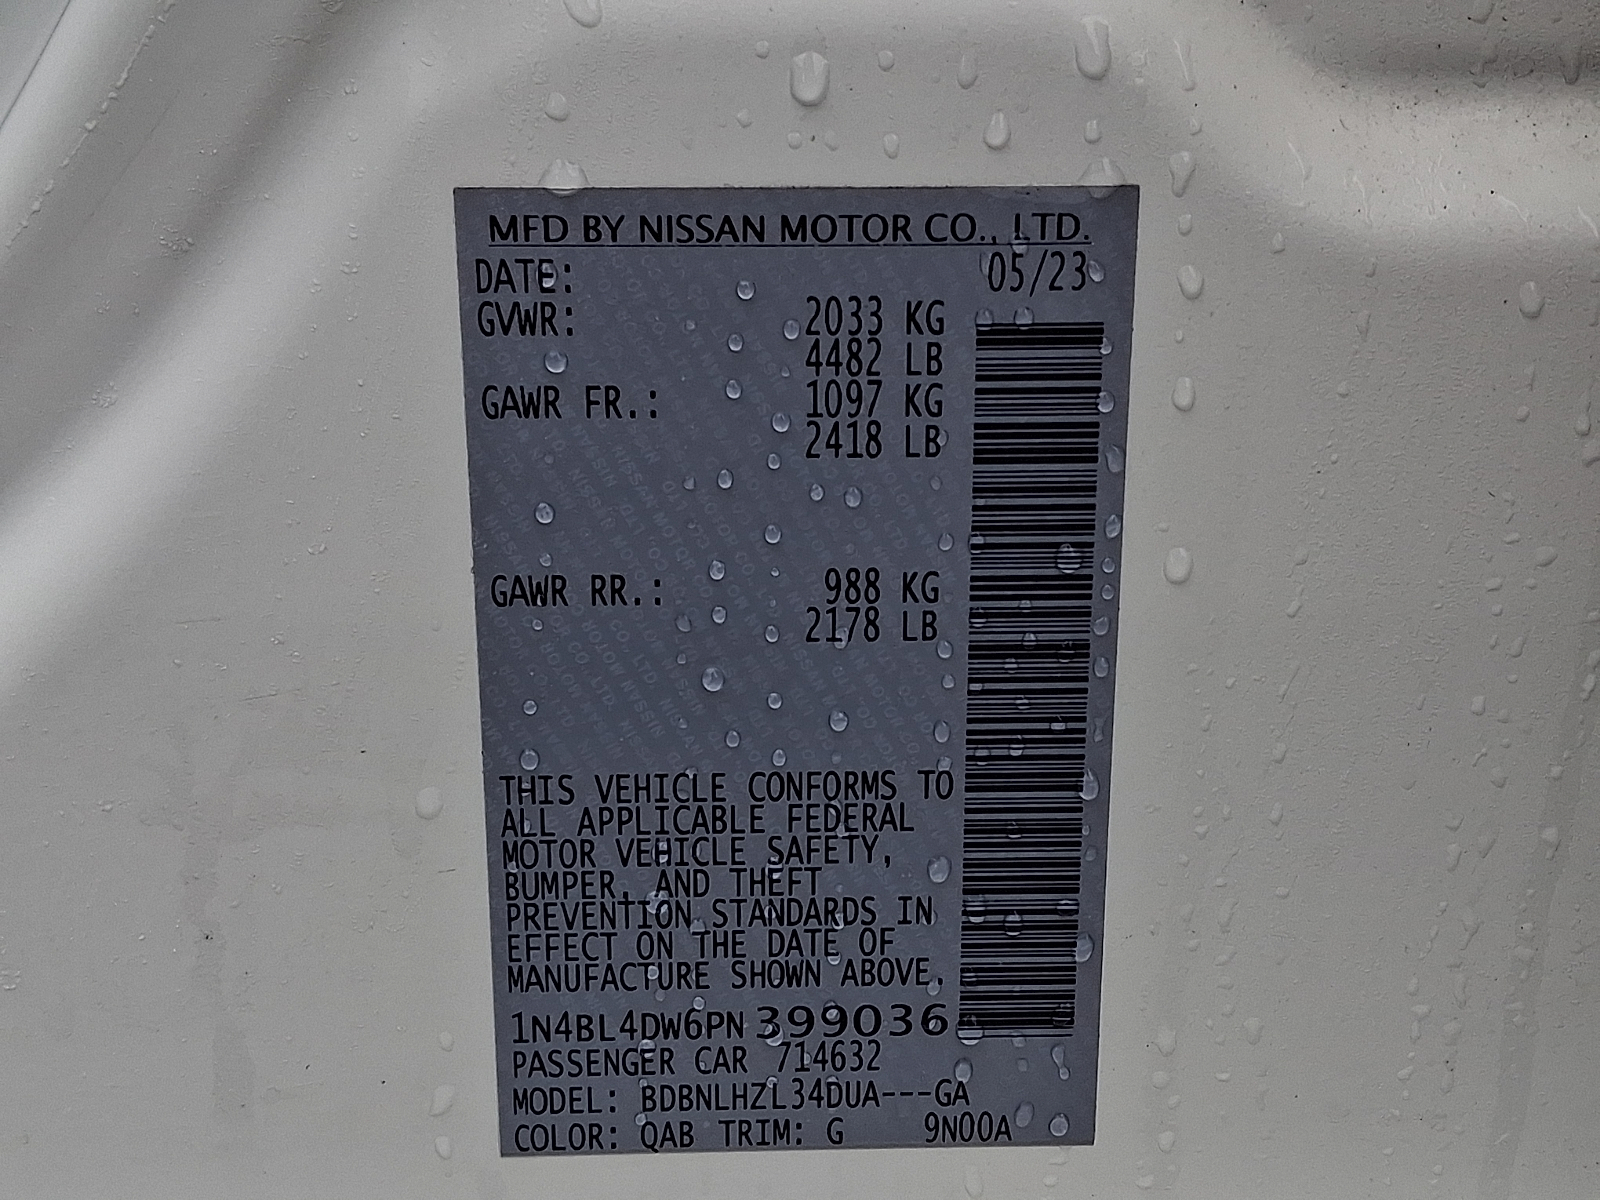 MFD BY NISSAN MOTOR CO., LTD.
DATE: 05/23
GVWR: 2033 KG
4482 LB
GAWR FR.: 1097 KG
2418 LB
GAWR RR.: 988 KG
2178 LB
THIS VEHICLE CONFORMS TO
ALL APPLICABLE FEDERAL
MOTOR VEHICLE SAFETY,
BUMPER, AND THEFT
PREVENTION STANDARDS IN
EFFECT ON THE DATE OF
MANUFACTURE SHOWN ABOVE.
1N4BL4DW6PN399036
PASSENGER CAR 714632
MODEL: BDBNLHZL34DUA---GA
COLOR: QAB TRIM: G 9N00A